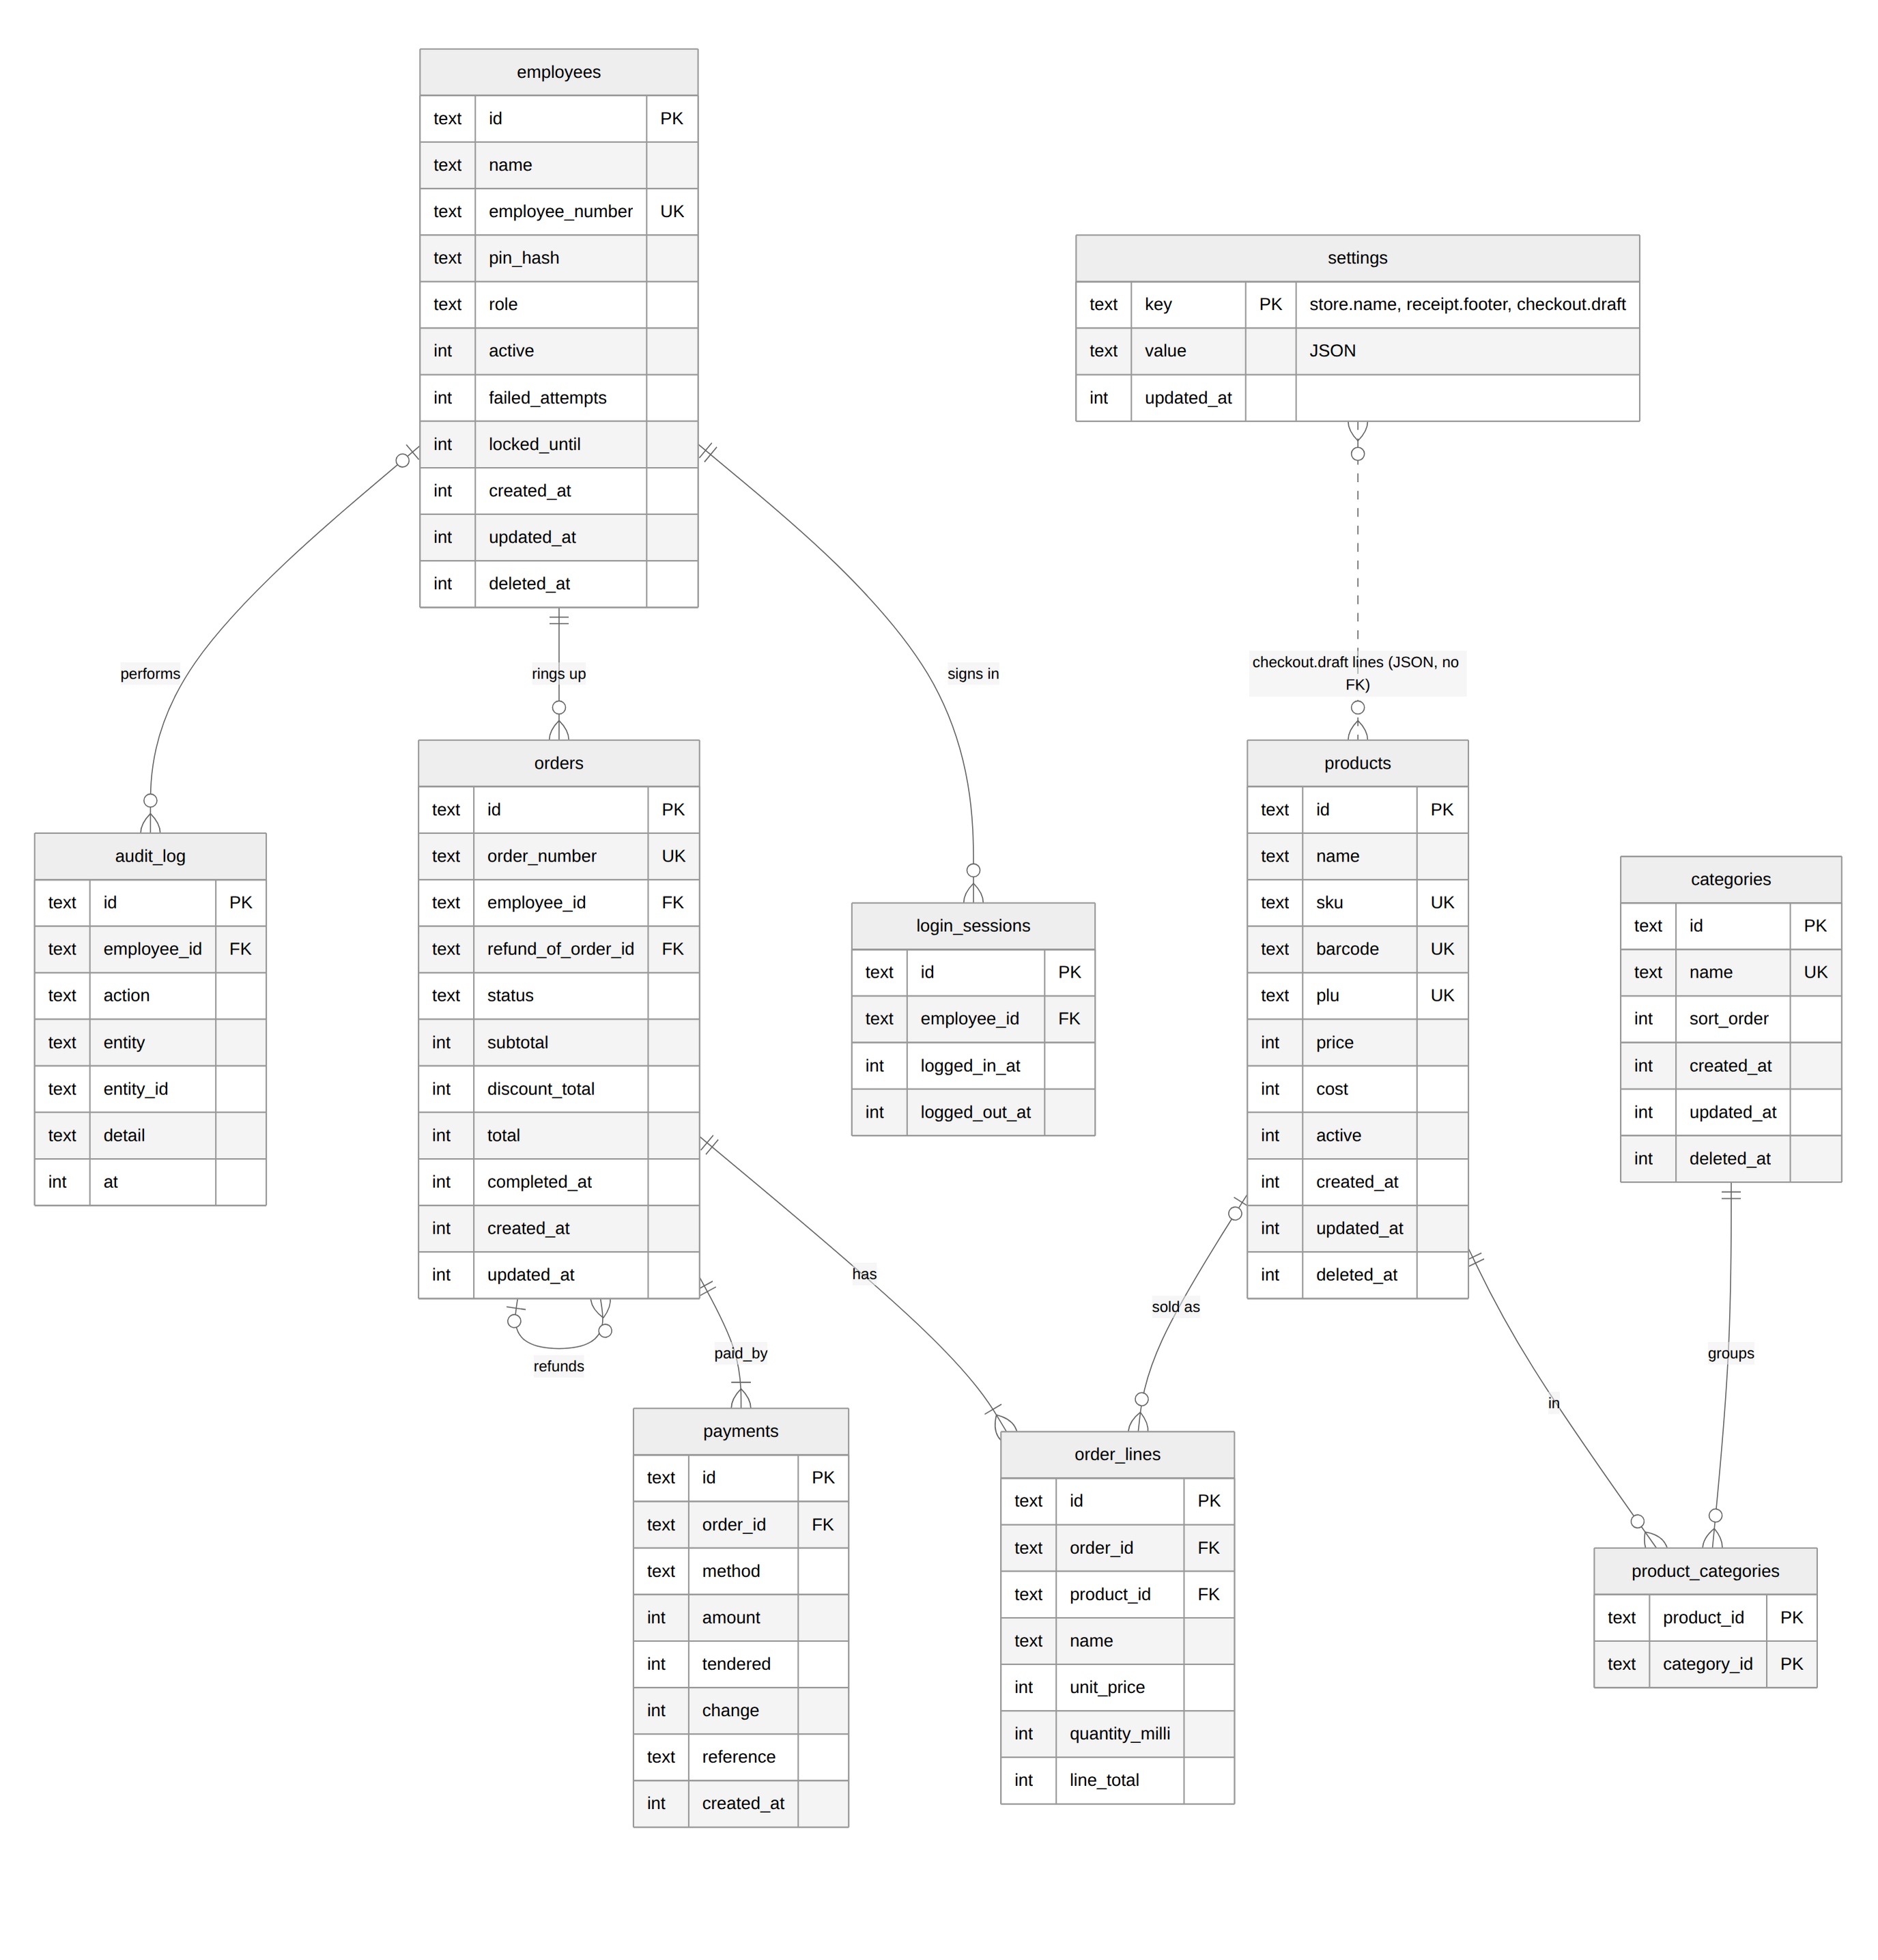 employees
text id PK
text name
text employee_number UK
text pin_hash
text role
int active
int failed_attempts
int locked_until
int created_at
int updated_at
int deleted_at
settings
text key PK store.name, receipt.footer, checkout.draft
text value JSON
int updated_at
performs
rings up
signs in
checkout.draft lines (JSON, no
FK)
audit_log
text id PK
text employee_id FK
text action
text entity
text entity_id
text detail
int at
orders
text id PK
text order_number UK
text employee_id FK
text refund_of_order_id FK
text status
int subtotal
int discount_total
int total
int completed_at
int created_at
int updated_at
login_sessions
text id PK
text employee_id FK
int logged_in_at
int logged_out_at
products
text id PK
text name
text sku UK
text barcode UK
text plu UK
int price
int cost
int active
int created_at
int updated_at
int deleted_at
categories
text id PK
text name UK
int sort_order
int created_at
int updated_at
int deleted_at
refunds
paid_by
has
sold as
in
groups
payments
text id PK
text order_id FK
text method
int amount
int tendered
int change
text reference
int created_at
order_lines
text id PK
text order_id FK
text product_id FK
text name
int unit_price
int quantity_milli
int line_total
product_categories
text product_id PK
text category_id PK